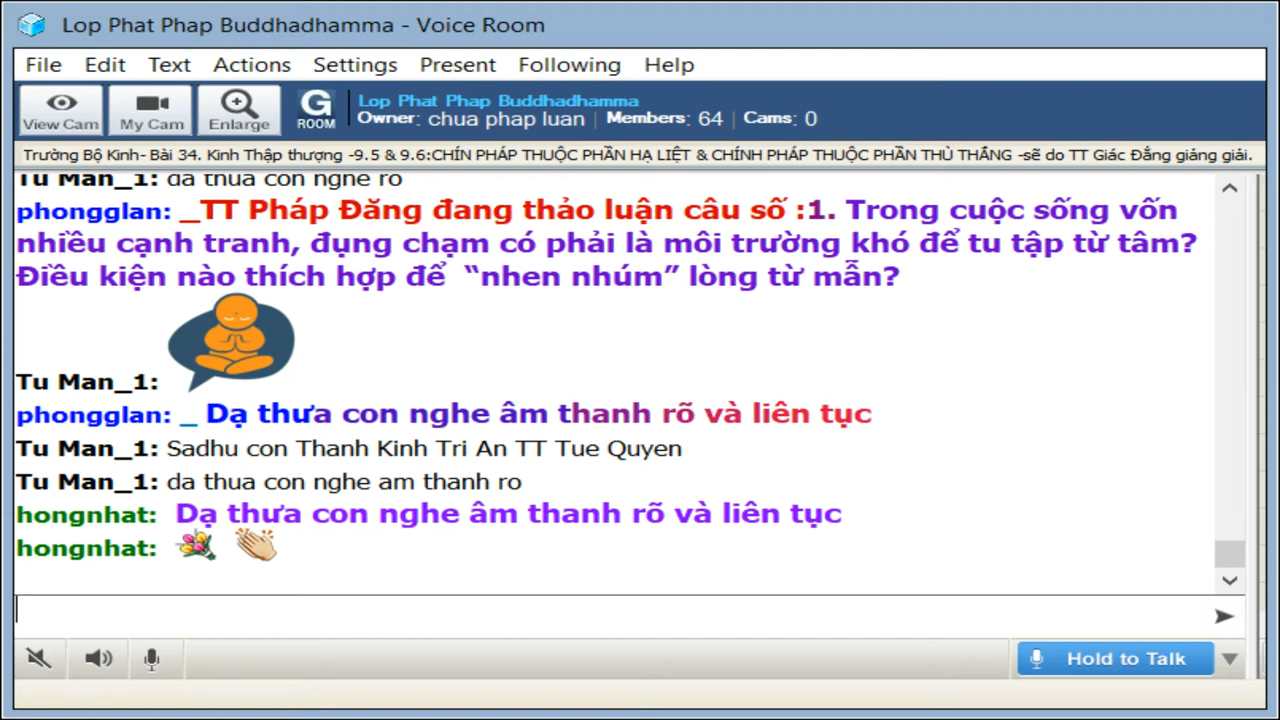 Lop Phat Phap Buddhadhamma - Voice Room
File Edit Text Actions Settings Present Following Help
View Cam My Cam Enlarge G ROOM
Lop Phat Phap Buddhadhamma
Owner: chua phap luan | Members: 64 | Cams: 0
Trường Bộ Kinh- Bài 34. Kinh Thập thượng -9.5 & 9.6:CHÍN PHÁP THUỘC PHẦN HẠ LIỆT & CHÍNH PHÁP THUỘC PHẦN THÙ THẮNG -sẽ do TT Giác Đẳng giảng giải.
Tu Man_1: da thua con nghe ro
phongglan: _TT Pháp Đăng đang thảo luận câu số :1. Trong cuộc sống vốn
nhiều cạnh tranh, đụng chạm có phải là môi trường khó để tu tập từ tâm?
Điều kiện nào thích hợp để “nhen nhúm” lòng từ mẫn?
Tu Man_1:
phongglan: _ Dạ thưa con nghe âm thanh rõ và liên tục
Tu Man_1: Sadhu con Thanh Kinh Tri An TT Tue Quyen
Tu Man_1: da thua con nghe am thanh ro
hongnhat: Dạ thưa con nghe âm thanh rõ và liên tục
hongnhat:
Hold to Talk